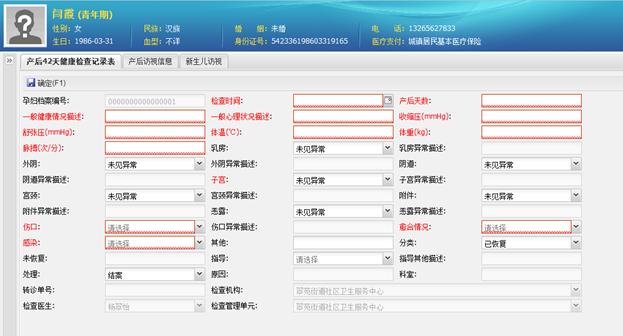 闫霞 (青年期)
性别: 女 民族: 汉族 婚 姻: 未婚 电 话: 13265627833
生日: 1986-03-31 血型: 不详 身份证号: 542336198603319165 医疗支付: 城镇居民基本医疗保险
产后42天健康检查记录表 产后访视信息 新生儿访视
确定(F1)
孕妇档案编号: 0000000000000001 检查时间: 产后天数:
一般健康情况描述: 一般心理状况描述: 收缩压(mmHg):
舒张压(mmHg): 体温(℃): 体重(kg):
脉搏(次/分): 乳房: 未见异常 乳房异常描述:
外阴: 未见异常 外阴异常描述: 阴道: 未见异常
阴道异常描述: 子宫: 未见异常 子宫异常描述:
宫颈: 未见异常 宫颈异常描述: 附件: 未见异常
附件异常描述: 恶露: 未见异常 恶露异常描述:
伤口: 请选择 伤口异常描述: 愈合情况: 请选择
感染: 请选择 其他: 分类: 已恢复
未恢复: 指导: 请选择 指导其他描述:
处理: 结案 原因: 科室:
转诊单号: 检查机构: 翠苑街道社区卫生服务中心
检查医生: 杨翠怡 检查管理单元: 翠苑街道社区卫生服务中心